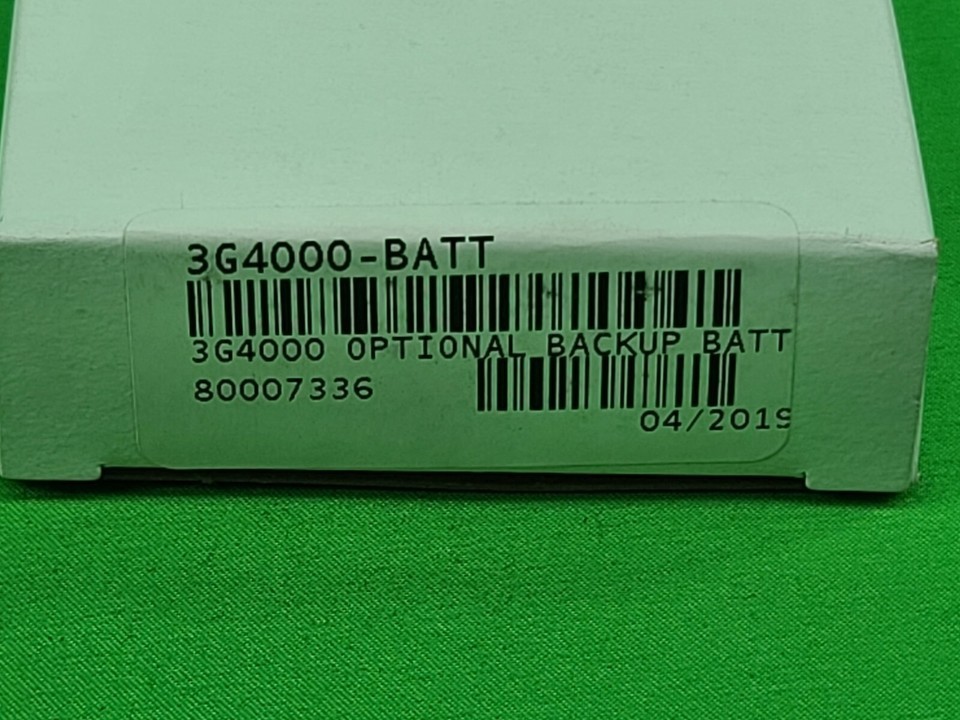 3G4000-BATT
3G4000 OPTIONAL BACKUP BATT
80007336
04/2019